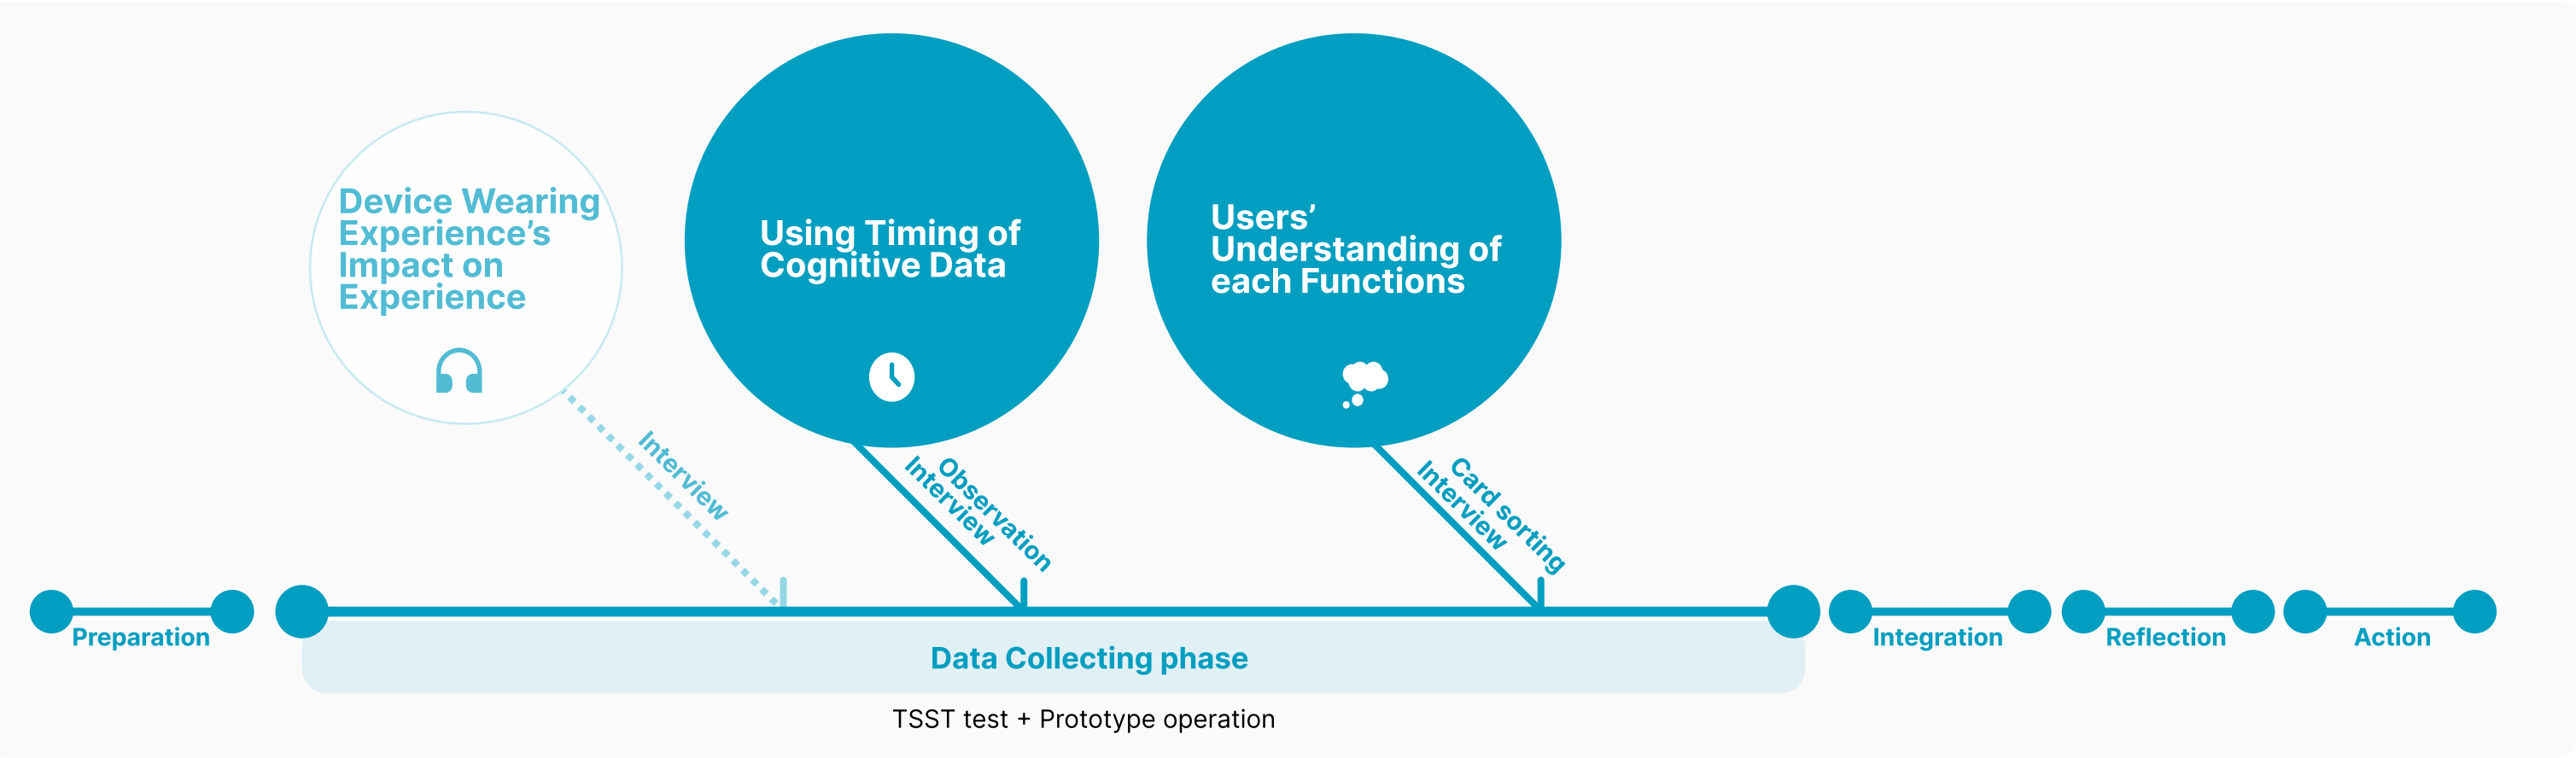 Device Wearing
Experience’s
Impact on
Experience
Using Timing of
Cognitive Data
Users’
Understanding of
each Functions
Interview
Observation
Interview
Card sorting
Interview
Preparation
Data Collecting phase
Integration
Reflection
Action
TSST test + Prototype operation